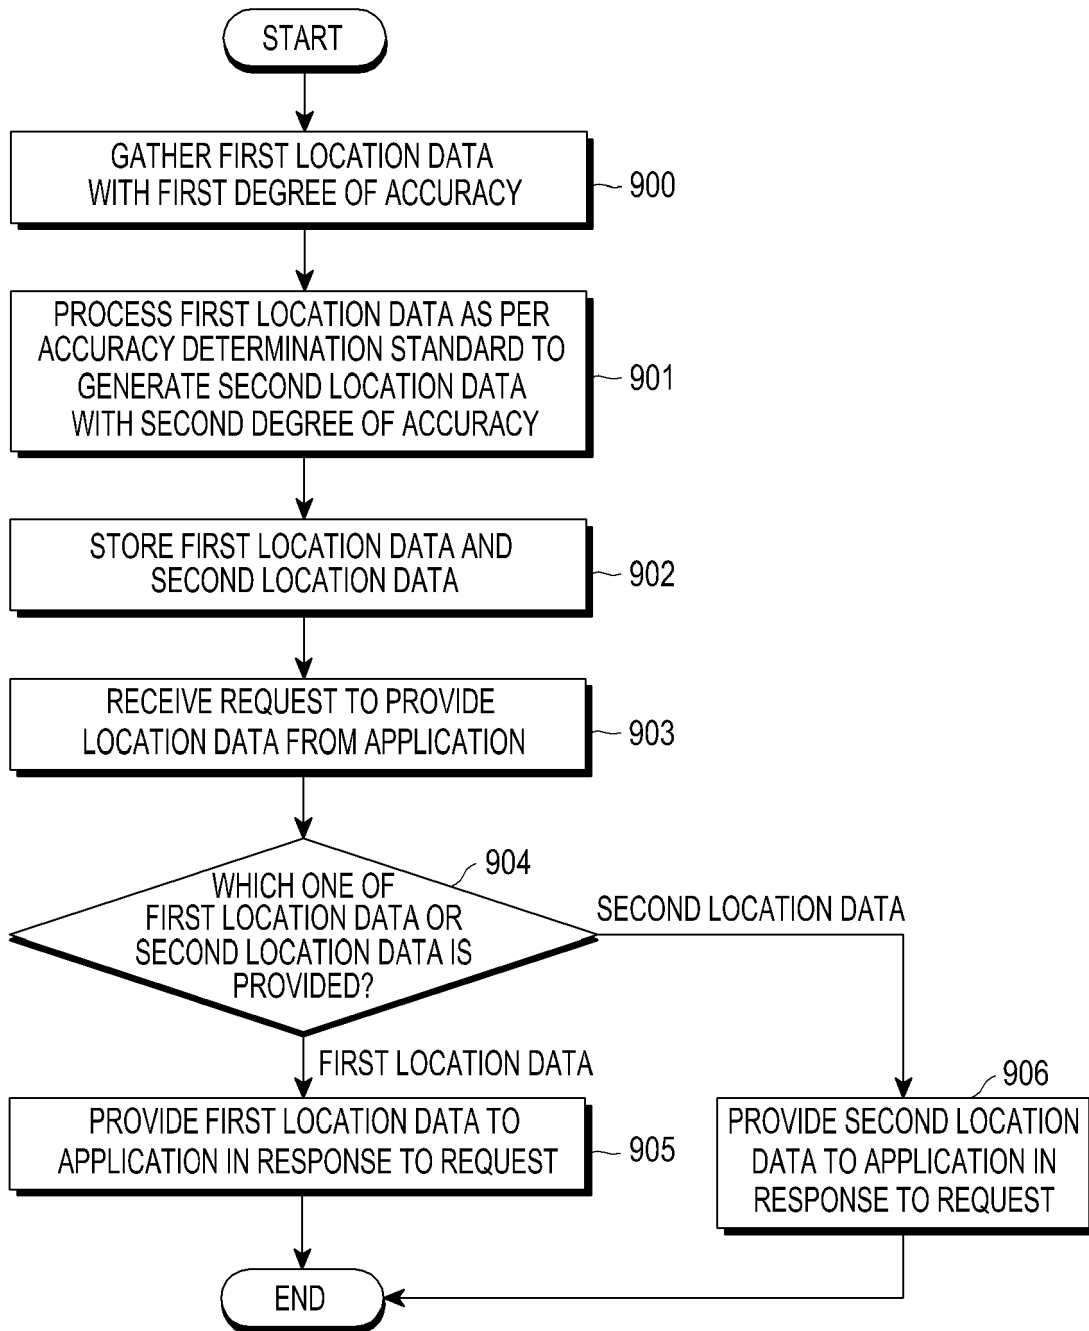 START
GATHER FIRST LOCATION DATA
WITH FIRST DEGREE OF ACCURACY
900
PROCESS FIRST LOCATION DATA AS PER
ACCURACY DETERMINATION STANDARD TO
GENERATE SECOND LOCATION DATA
WITH SECOND DEGREE OF ACCURACY
901
STORE FIRST LOCATION DATA AND
SECOND LOCATION DATA
902
RECEIVE REQUEST TO PROVIDE
LOCATION DATA FROM APPLICATION
903
904
WHICH ONE OF
FIRST LOCATION DATA OR
SECOND LOCATION DATA IS
PROVIDED?
SECOND LOCATION DATA
FIRST LOCATION DATA
PROVIDE FIRST LOCATION DATA TO
APPLICATION IN RESPONSE TO REQUEST
905
906
PROVIDE SECOND LOCATION
DATA TO APPLICATION IN
RESPONSE TO REQUEST
END